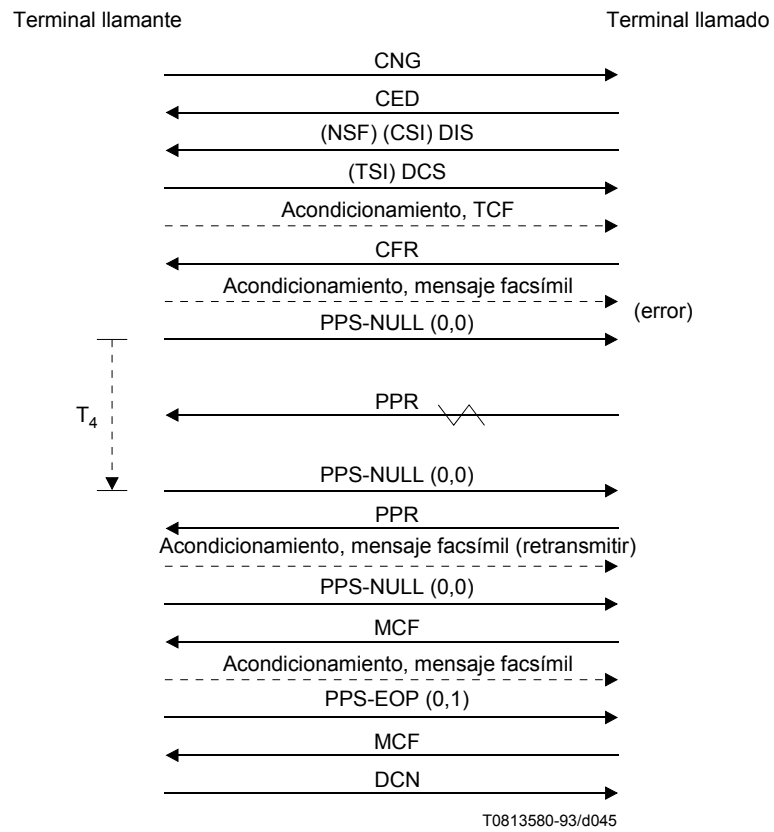 Terminal llamante
Terminal llamado
CNG
CED
(NSF) (CSI) DIS
(TSI) DCS
Acondicionamiento, TCF
CFR
Acondicionamiento, mensaje facsímil
(error)
PPS-NULL (0,0)
T4
PPR
PPS-NULL (0,0)
PPR
Acondicionamiento, mensaje facsímil (retransmitir)
PPS-NULL (0,0)
MCF
Acondicionamiento, mensaje facsímil
PPS-EOP (0,1)
MCF
DCN
T0813580-93/d045